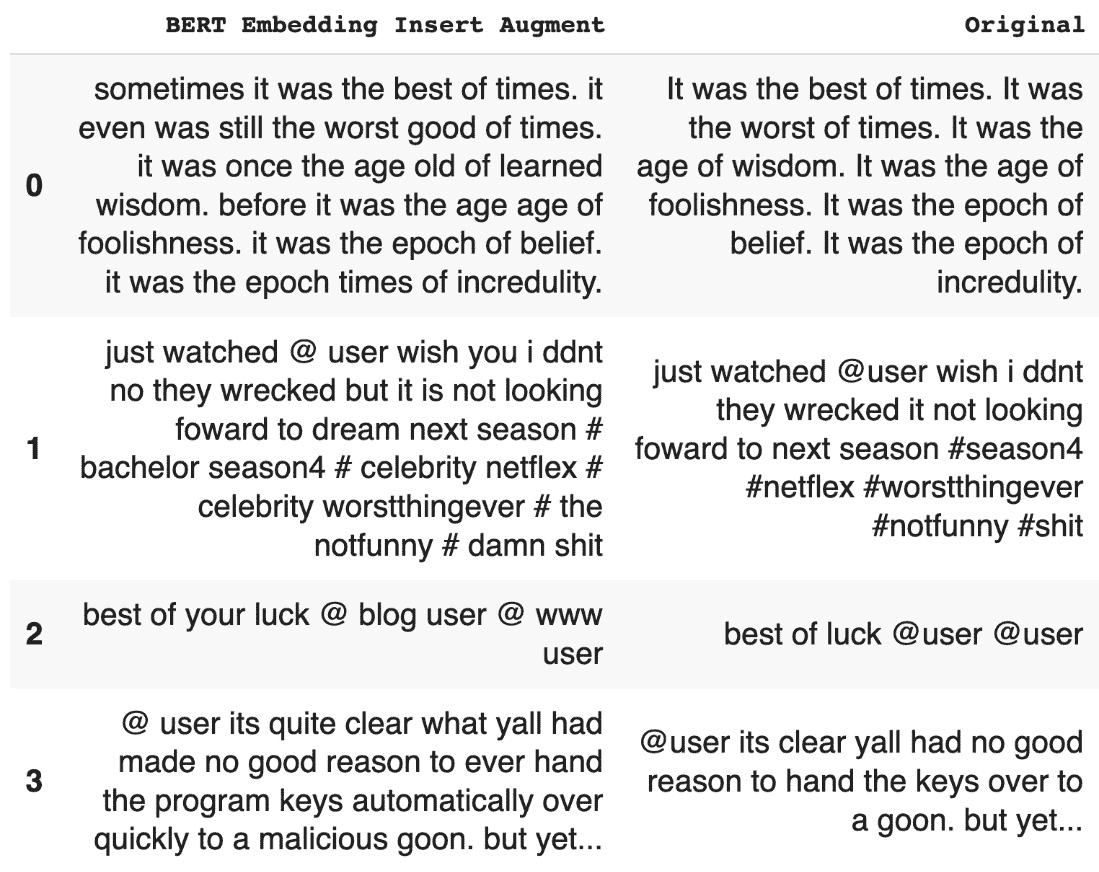 BERT Embedding Insert Augment Original
0
sometimes it was the best of times. it
even was still the worst good of times.
it was once the age old of learned
wisdom. before it was the age age of
foolishness. it was the epoch of belief.
it was the epoch times of incredulity.
It was the best of times. It was
the worst of times. It was the
age of wisdom. It was the age of
foolishness. It was the epoch of
belief. It was the epoch of
incredulity.
1
just watched @ user wish you i ddnt
no they wrecked but it is not looking
foward to dream next season #
bachelor season4 # celebrity netflex #
celebrity worstthingever # the
notfunny # damn shit
just watched @user wish i ddnt
they wrecked it not looking
foward to next season #season4
#netflex #worstthingever
#notfunny #shit
2
best of your luck @ blog user @ www
user
best of luck @user @user
3
@ user its quite clear what yall had
made no good reason to ever hand
the program keys automatically over
quickly to a malicious goon. but yet...
@user its clear yall had no good
reason to hand the keys over to
a goon. but yet...